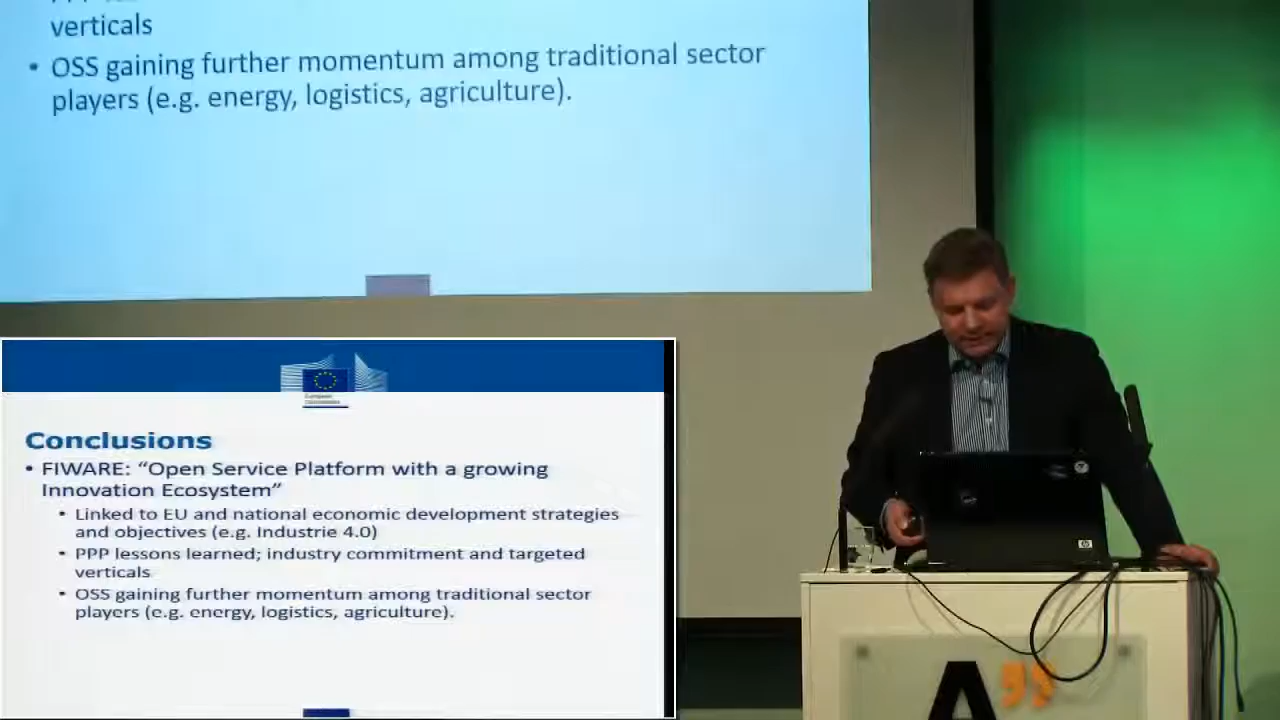 verticals
• OSS gaining further momentum among traditional sector
players (e.g. energy, logistics, agriculture).
Conclusions
• FIWARE: “Open Service Platform with a growing
Innovation Ecosystem”
• Linked to EU and national economic development strategies
and objectives (e.g. Industrie 4.0)
• PPP lessons learned; industry commitment and targeted
verticals
• OSS gaining further momentum among traditional sector
players (e.g. energy, logistics, agriculture).
hp
A”